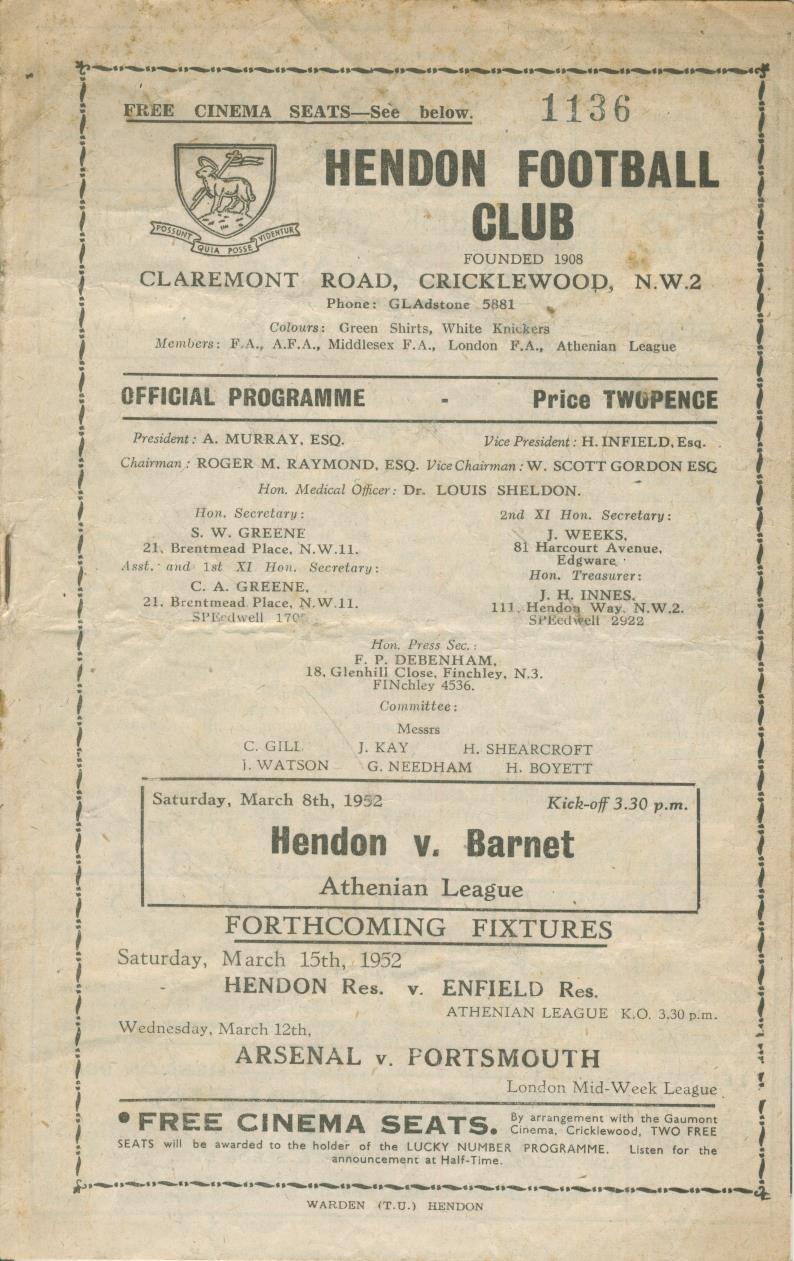 FREE CINEMA SEATS—See below.
1136
HENDON FOOTBALL
CLUB
POSSUNT QUIA POSSE VIDENTUR
FOUNDED 1908
CLAREMONT ROAD, CRICKLEWOOD, N.W.2
Phone: GLAdstone 5881
Colours: Green Shirts, White Knickers
Members: F.A., A.F.A., Middlesex F.A., London F.A., Athenian League
OFFICIAL PROGRAMME - Price TWOPENCE
President: A. MURRAY, ESQ. Vice President: H. INFIELD, Esq.
Chairman: ROGER M. RAYMOND, ESQ. Vice Chairman: W. SCOTT GORDON ESQ
Hon. Medical Officer: Dr. LOUIS SHELDON.
Hon. Secretary:
S. W. GREENE
21, Brentmead Place, N.W.11.
Asst. and 1st XI Hon. Secretary:
C. A. GREENE,
21, Brentmead Place, N.W.11.
SPEedwell
2nd XI Hon. Secretary:
J. WEEKS,
81 Harcourt Avenue,
Edgware
Hon. Treasurer:
J. H. INNES,
111, Hendon Way, N.W.2.
SPEedwell 2922
Hon. Press Sec.:
F. P. DEBENHAM,
18, Glenhill Close, Finchley, N.3.
FINchley 4536.
Committee:
Messrs
C. GILL J. KAY H. SHEARCROFT
WATSON G. NEEDHAM H. BOYETT
Saturday, March 8th, 1952 Kick-off 3.30 p.m.
Hendon v. Barnet
Athenian League
FORTHCOMING FIXTURES
Saturday, March 15th, 1952
HENDON Res. v. ENFIELD Res.
ATHENIAN LEAGUE K.O. 3.30 p.m.
Wednesday, March 12th,
ARSENAL v. PORTSMOUTH
London Mid-Week League
• FREE CINEMA SEATS. By arrangement with the Gaumont
Cinema, Cricklewood, TWO FREE
SEATS will be awarded to the holder of the LUCKY NUMBER PROGRAMME. Listen for the
announcement at Half-Time.
WARDEN (T.U.) HENDON